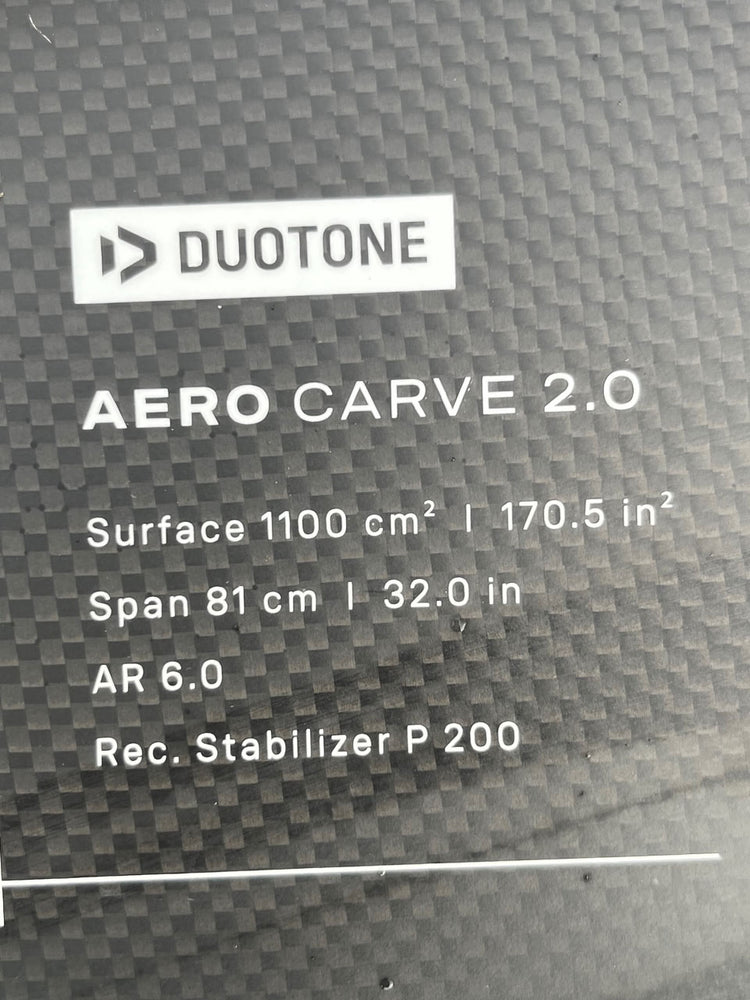 DUOTONE
AERO CARVE 2.0
Surface 1100 cm² | 170.5 in²
Span 81 cm | 32.0 in
AR 6.0
Rec. Stabilizer P 200